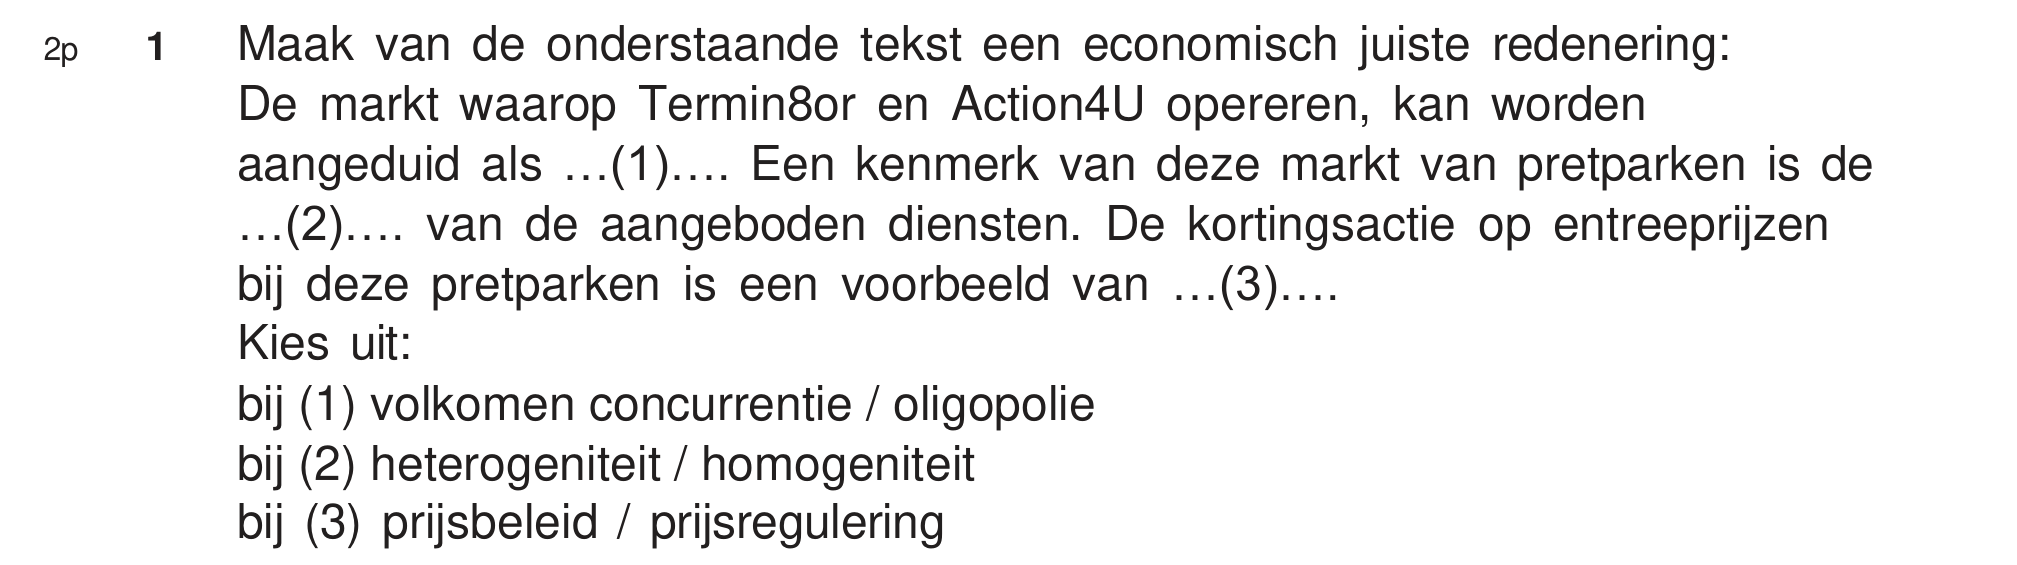 2p 1 Maak van de onderstaande tekst een economisch juiste redenering:
De markt waarop Termin8or en Action4U opereren, kan worden
aangeduid als …(1)…. Een kenmerk van deze markt van pretparken is de
…(2)…. van de aangeboden diensten. De kortingsactie op entreeprijzen
bij deze pretparken is een voorbeeld van …(3)….
Kies uit:
bij (1) volkomen concurrentie / oligopolie
bij (2) heterogeniteit / homogeniteit
bij (3) prijsbeleid / prijsregulering